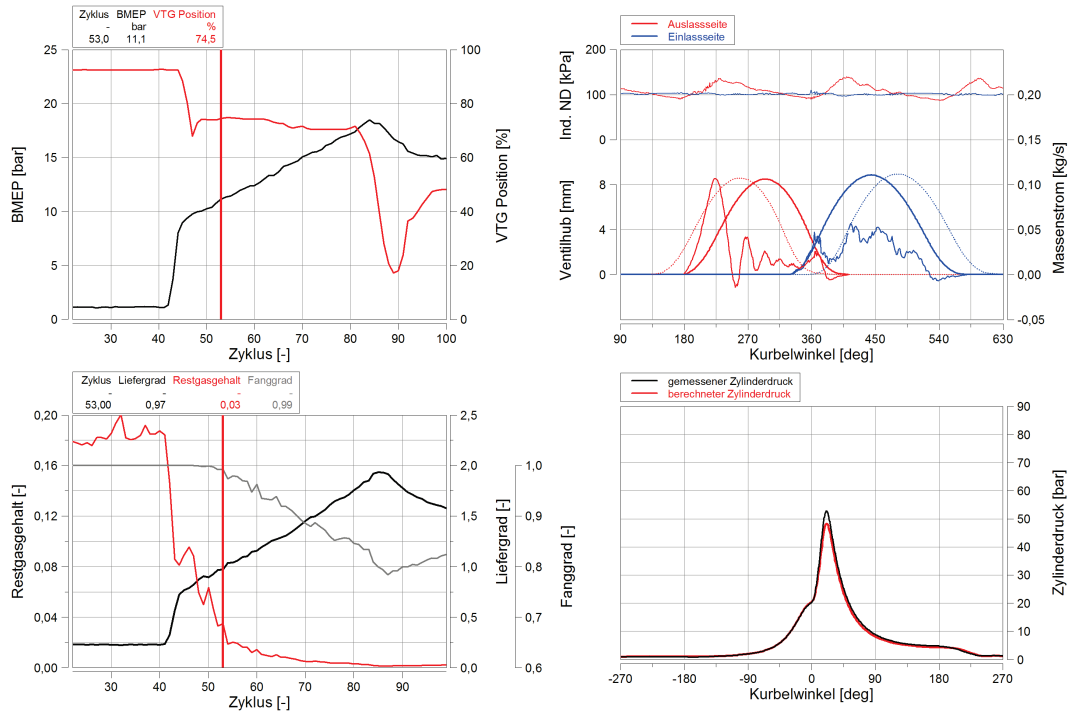 Zyklus BMEP VTG Position
- bar %
53,0 11,1 74,5
25
20
15
10
5
0
BMEP [bar]
100
80
60
40
20
0
VTG Position [%]
30 40 50 60 70 80 90 100
Zyklus [-]
Auslassseite
Einlassseite
200
100
0
Ind. ND [kPa]
8
4
0
Ventilhub [mm]
0,20
0,15
0,10
0,05
0,00
-0,05
Massenstrom [kg/s]
90 180 270 360 450 540 630
Kurbelwinkel [deg]
Zyklus Liefergrad Restgasgehalt Fanggrad
- - - -
53,00 0,97 0,03 0,99
0,20
0,16
0,12
0,08
0,04
0,00
Restgasgehalt [-]
2,5
2,0
1,5
1,0
0,5
0,0
Liefergrad [-]
1,0
0,9
0,8
0,7
0,6
Fanggrad [-]
30 40 50 60 70 80 90
Zyklus [-]
gemessener Zylinderdruck
berechneter Zylinderdruck
90
80
70
60
50
40
30
20
10
0
Zylinderdruck [bar]
-270 -180 -90 0 90 180 270
Kurbelwinkel [deg]